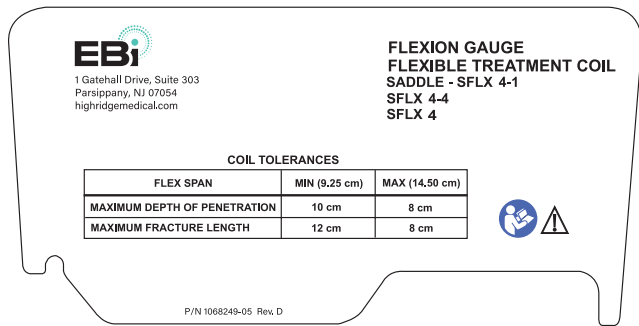 EBi
1 Gatehall Drive, Suite 303
Parsippany, NJ 07054
highridgemedical.com
FLEXION GAUGE
FLEXIBLE TREATMENT COIL
SADDLE - SFLX 4-1
SFLX 4-4
SFLX 4
COIL TOLERANCES
FLEX SPAN MIN (9.25 cm) MAX (14.50 cm)
MAXIMUM DEPTH OF PENETRATION 10 cm 8 cm
MAXIMUM FRACTURE LENGTH 12 cm 8 cm
P/N 1068249-05 Rev. D